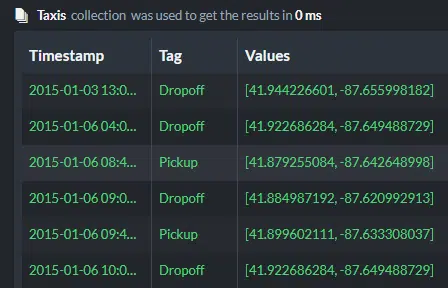 Taxis collection was used to get the results in 0 ms
Timestamp Tag Values
2015-01-03 13:0... Dropoff [41.944226601, -87.655998182]
2015-01-06 04:0... Dropoff [41.922686284, -87.649488729]
2015-01-06 08:4... Pickup [41.879255084, -87.642648998]
2015-01-06 09:0... Dropoff [41.884987192, -87.620992913]
2015-01-06 09:4... Pickup [41.899602111, -87.633308037]
2015-01-06 10:0... Dropoff [41.922686284, -87.649488729]